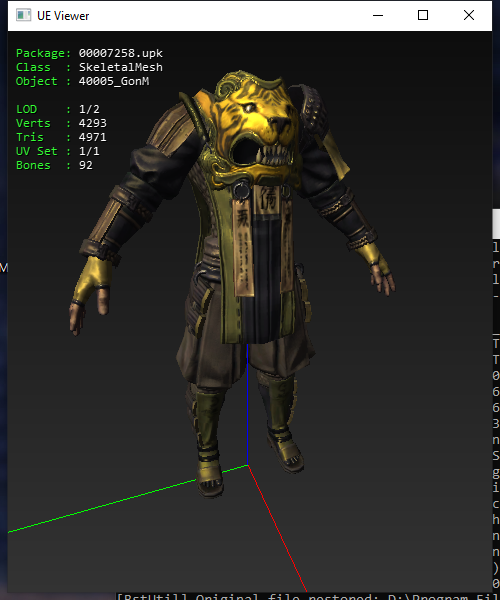 UE Viewer
Package: 00007258.upk
Class : SkeletalMesh
Object : 40005_GonM
LOD : 1/2
Verts : 4293
Tris : 4971
UV Set : 1/1
Bones : 92
M
[BstUtil] Original file restored: D:\Program Fil